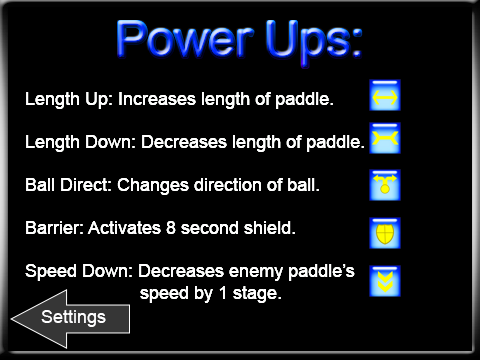 Power Ups:
Length Up: Increases length of paddle.
Length Down: Decreases length of paddle.
Ball Direct: Changes direction of ball.
Barrier: Activates 8 second shield.
Speed Down: Decreases enemy paddle's
speed by 1 stage.
Settings